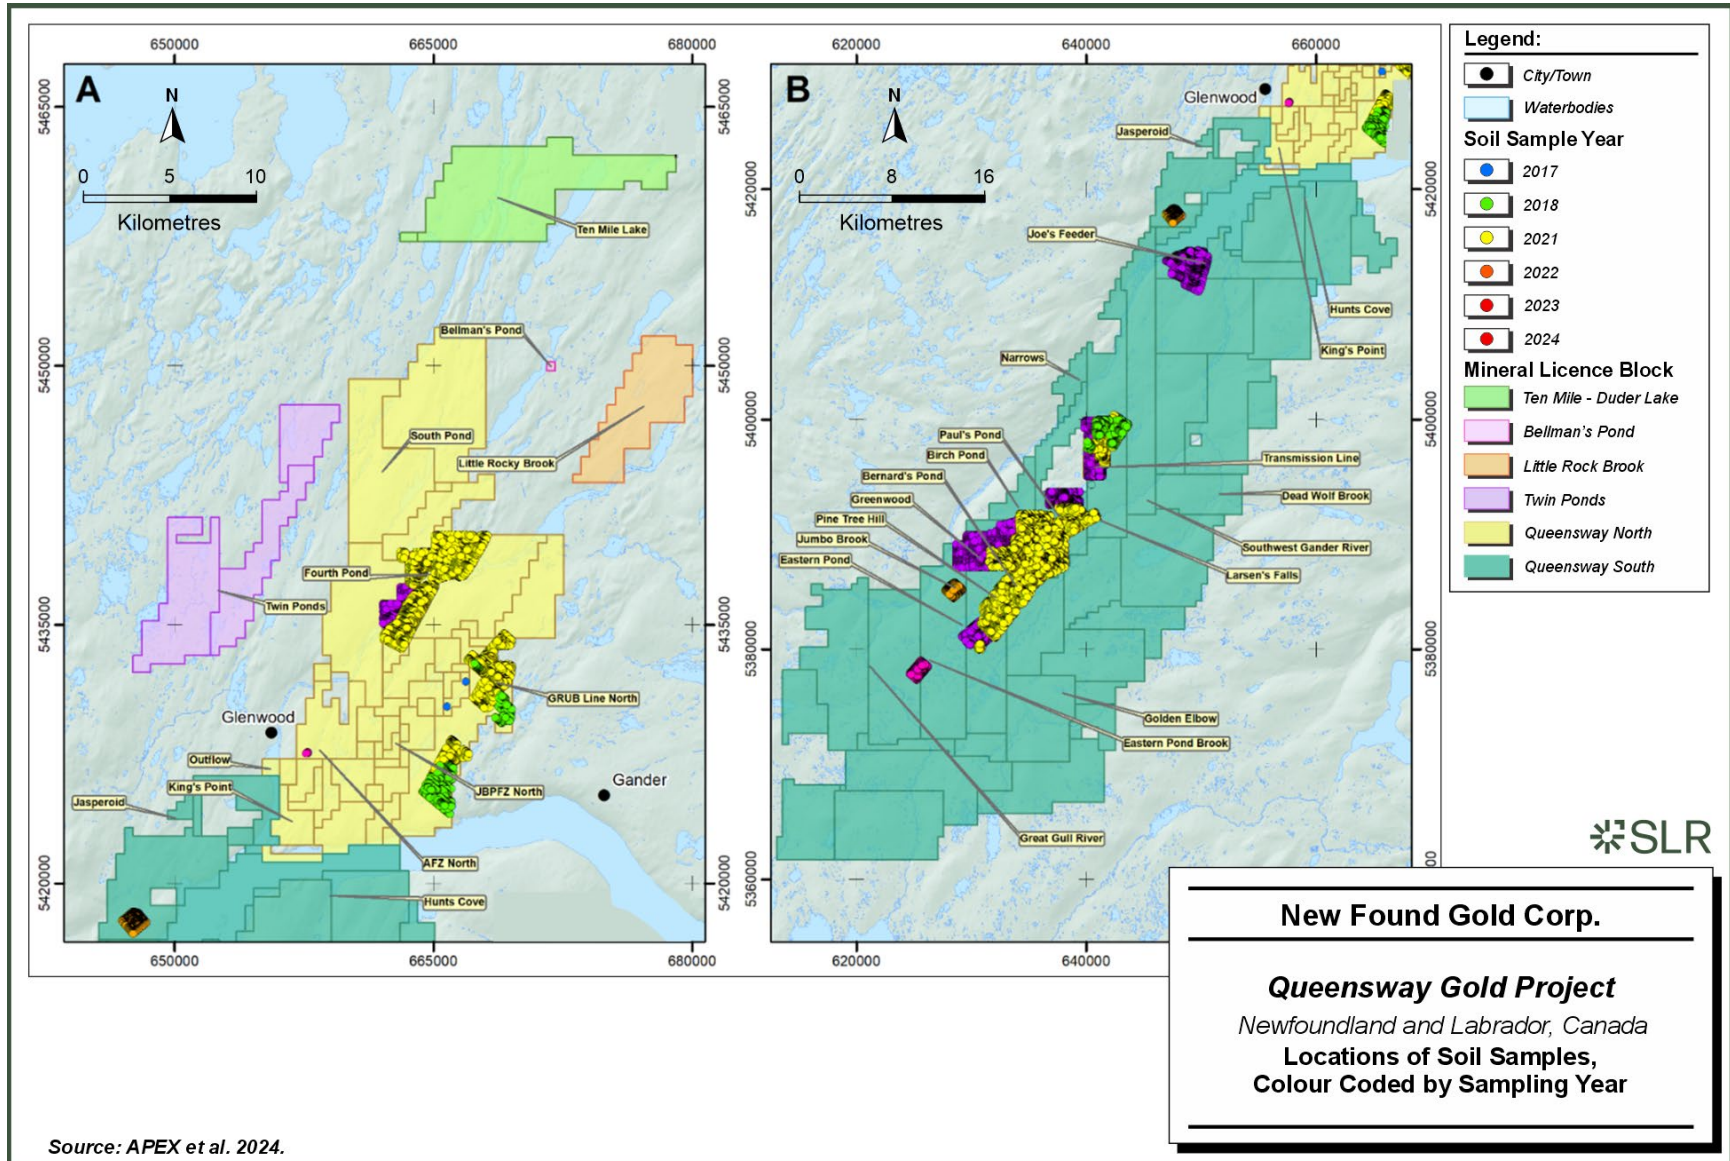 650000
665000
680000
A
N
0
5
10
Kilometres
5465000
5450000
5435000
5420000
Ten Mile Lake
Bellman's Pond
South Pond
Little Rocky Brook
Fourth Pond
Twin Ponds
GRUB Line North
Glenwood
Outflow
King's Point
Jasperoid
JBPFZ North
Gander
AFZ North
Hunts Cove
650000
665000
680000
5465000
5450000
5435000
5420000
620000
640000
660000
B
N
0
8
16
Kilometres
5420000
5400000
5380000
5360000
Glenwood
Jasperoid
Joe's Feeder
Hunts Cove
King's Point
Narrows
Paul's Pond
Birch Pond
Bernard's Pond
Greenwood
Pine Tree Hill
Jumbo Brook
Eastern Pond
Transmission Line
Dead Wolf Brook
Southwest Gander River
Larsen's Falls
Golden Elbow
Eastern Pond Brook
Great Gull River
620000
640000
5420000
5400000
5380000
00
Legend:
City/Town
Waterbodies
Soil Sample Year
2017
2018
2021
2022
2023
2024
Mineral Licence Block
Ten Mile - Duder Lake
Bellman's Pond
Little Rock Brook
Twin Ponds
Queensway North
Queensway South
SLR
New Found Gold Corp.
Queensway Gold Project
Newfoundland and Labrador, Canada
Locations of Soil Samples,
Colour Coded by Sampling Year
Source: APEX et al. 2024.